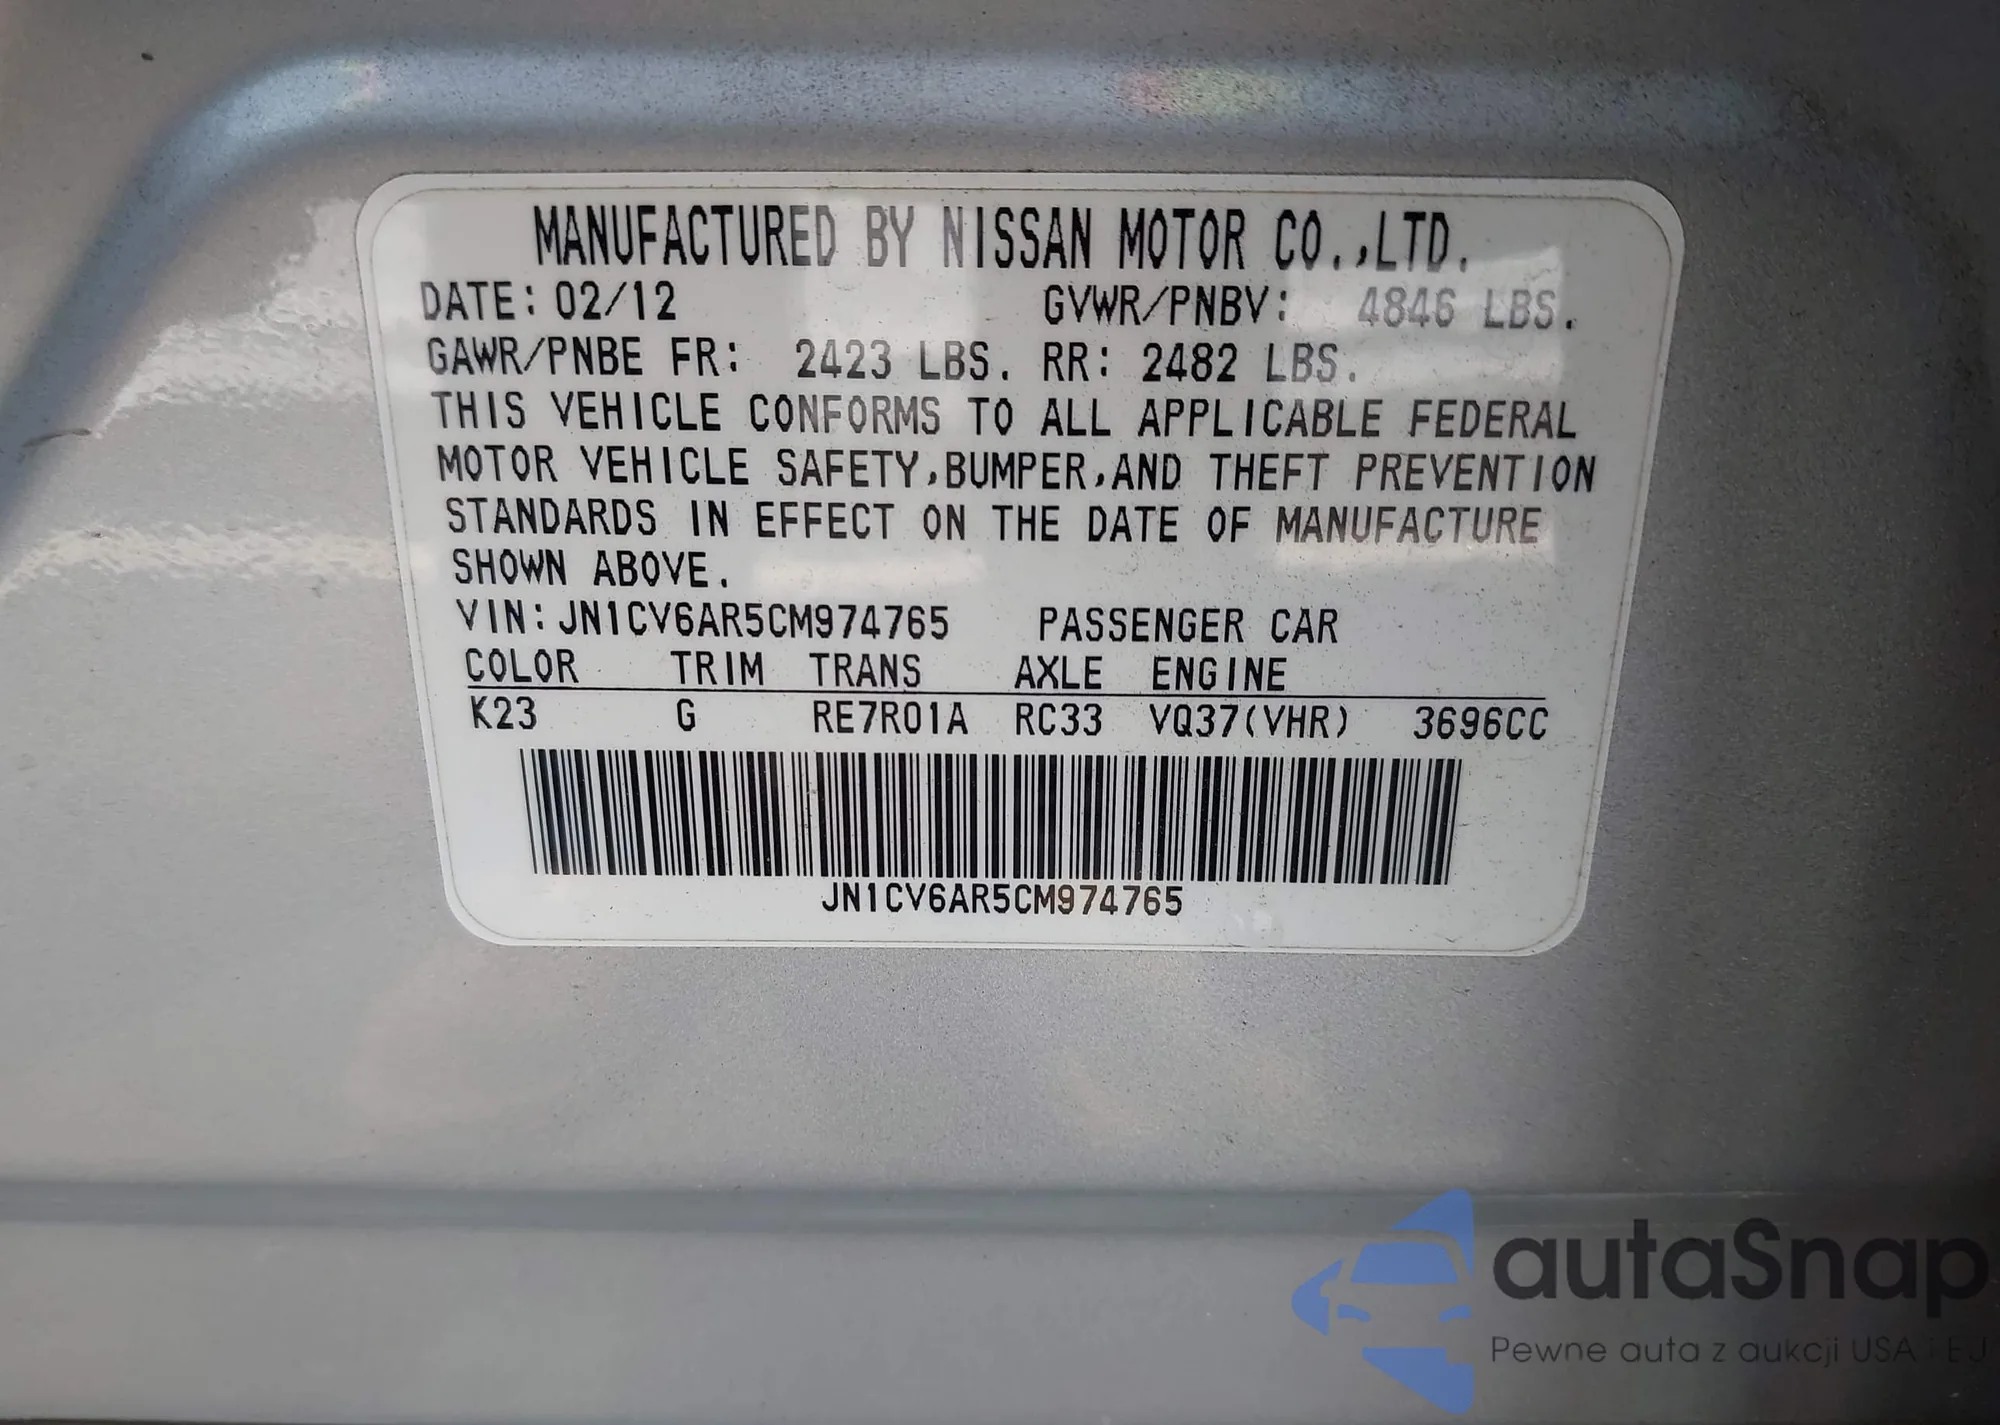 MANUFACTURED BY NISSAN MOTOR CO.,LTD.
DATE: 02/12 GVWR/PNBV: 4846 LBS.
GAWR/PNBE FR: 2423 LBS. RR: 2482 LBS.
THIS VEHICLE CONFORMS TO ALL APPLICABLE FEDERAL
MOTOR VEHICLE SAFETY,BUMPER,AND THEFT PREVENTION
STANDARDS IN EFFECT ON THE DATE OF MANUFACTURE
SHOWN ABOVE.
VIN: JN1CV6AR5CM974765 PASSENGER CAR
COLOR TRIM TRANS AXLE ENGINE
K23 G RE7R01A RC33 VQ37(VHR) 3696CC
JN1CV6AR5CM974765
autaSnap
Pewne auta z aukcji USA i EU